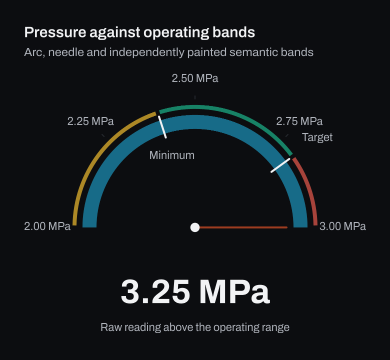 Pressure against operating bands
Arc, needle and independently painted semantic bands
2.50 MPa
2.25 MPa
2.75 MPa
Target
Minimum
2.00 MPa
3.00 MPa
3.25 MPa
Raw reading above the operating range